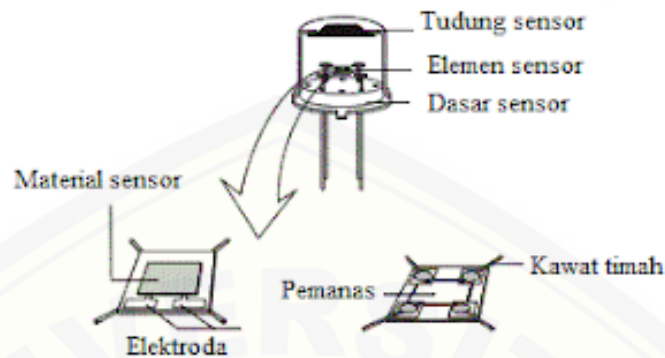 Tudung sensor
Elemen sensor
Dasar sensor
Material sensor
Kawat timah
Pemanas
Elektroda